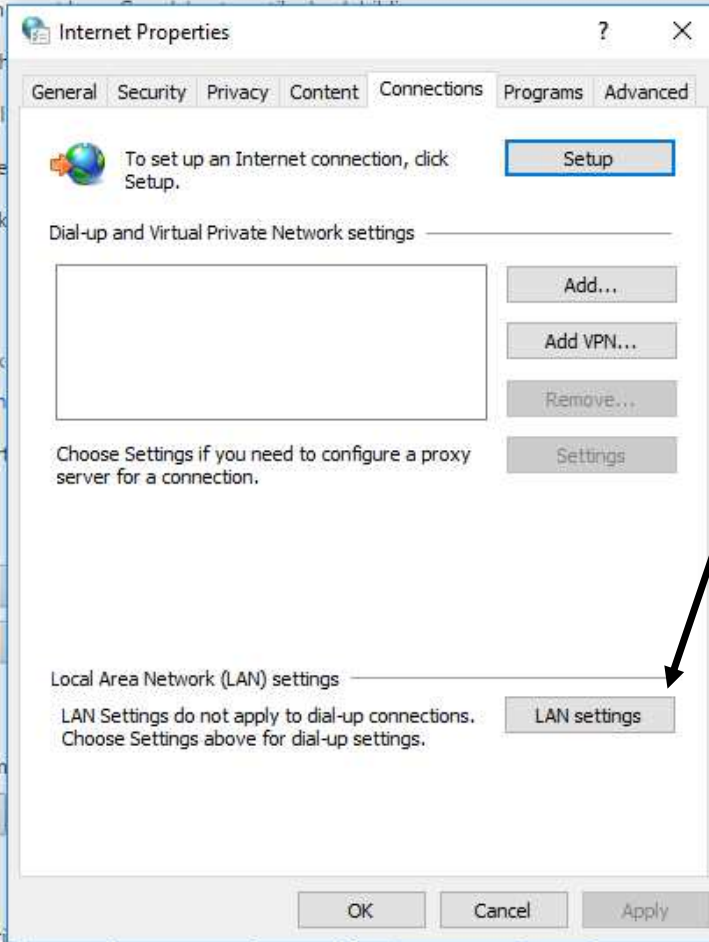 Internet Properties
?
General Security Privacy Content Connections Programs Advanced
To set up an Internet connection, click
Setup.
Setup
Dial-up and Virtual Private Network settings
Add...
Add VPN...
Remove...
Choose Settings if you need to configure a proxy
server for a connection.
Settings
Local Area Network (LAN) settings
LAN Settings do not apply to dial-up connections.
Choose Settings above for dial-up settings.
LAN settings
OK Cancel Apply